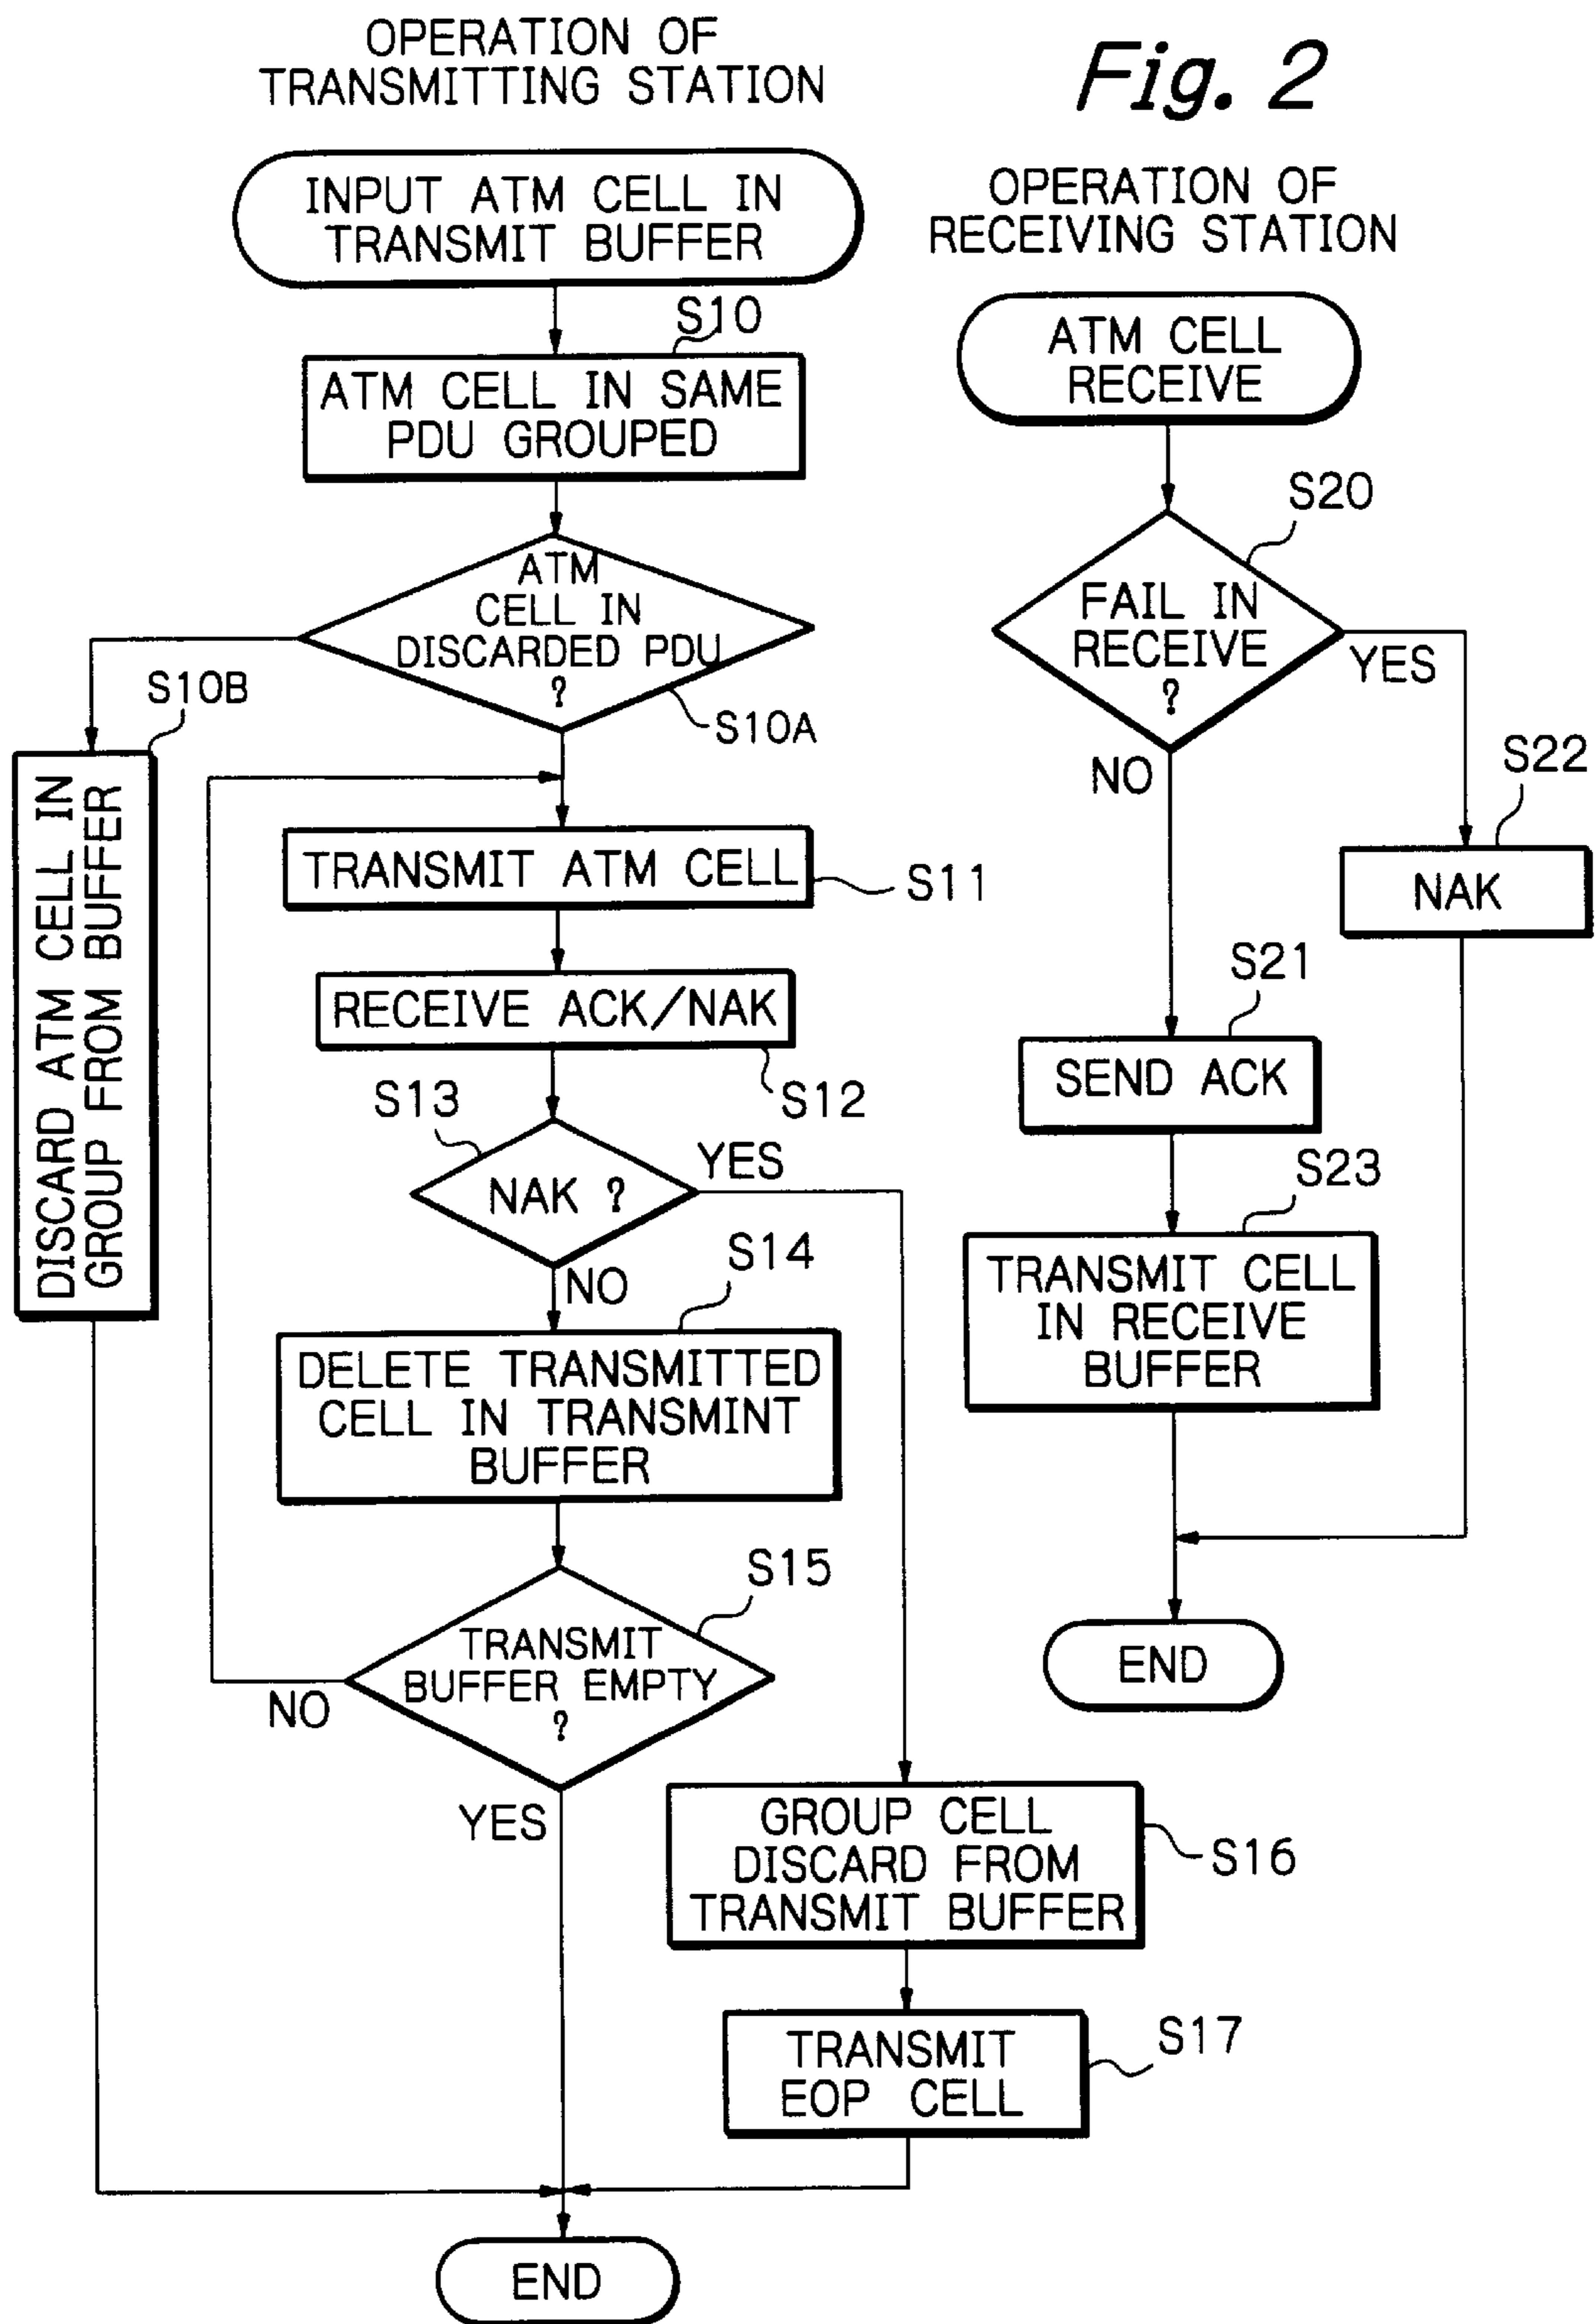 OPERATION OF
TRANSMITTING STATION
Fig. 2
INPUT ATM CELL IN
TRANSMIT BUFFER
S10
ATM CELL IN SAME
PDU GROUPED
ATM
CELL IN
DISCARDED PDU
?
S10A
S10B
DISCARD ATM CELL IN
GROUP FROM BUFFER
TRANSMIT ATM CELL
S11
RECEIVE ACK/NAK
S12
S13
NAK ?
YES
NO
S14
DELETE TRANSMITTED
CELL IN TRANSMINT
BUFFER
S15
TRANSMIT
BUFFER EMPTY
?
NO
YES
GROUP CELL
DISCARD FROM
TRANSMIT BUFFER
S16
TRANSMIT
EOP CELL
S17
END
OPERATION OF
RECEIVING STATION
ATM CELL
RECEIVE
S20
FAIL IN
RECEIVE
?
YES
NO
S22
NAK
S21
SEND ACK
S23
TRANSMIT CELL
IN RECEIVE
BUFFER
END